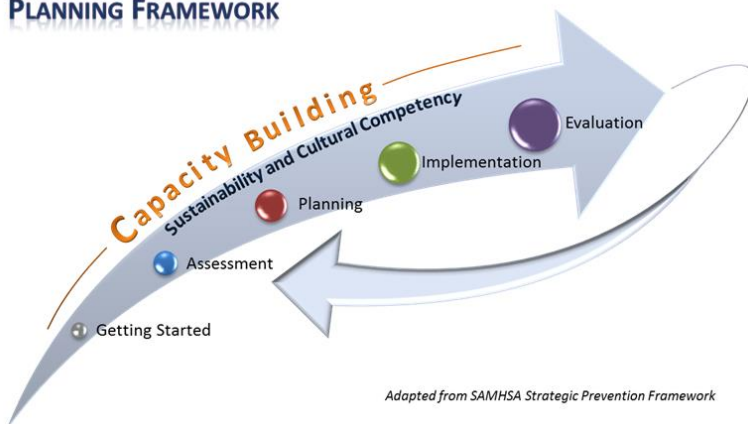 PLANNING FRAMEWORK
Capacity Building
Sustainability and Cultural Competency
Evaluation
Implementation
Planning
Assessment
Getting Started
Adapted from SAMHSA Strategic Prevention Framework